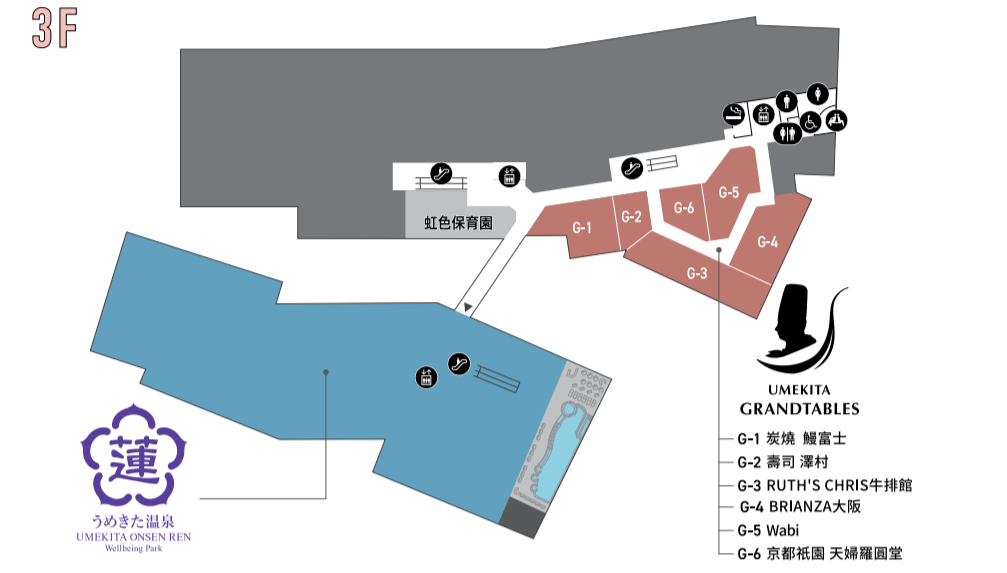 3F
虹色保育園
G-1
G-2
G-6
G-5
G-4
G-3
UMEKITA
GRANDTABLES
G-1 炭燒 鰻富士
G-2 壽司 澤村
G-3 RUTH'S CHRIS牛排館
G-4 BRIANZA大阪
G-5 Wabi
G-6 京都祇園 天婦羅圓堂
蓮
うめきた温泉
UMEKITA ONSEN REN
Wellbeing Park